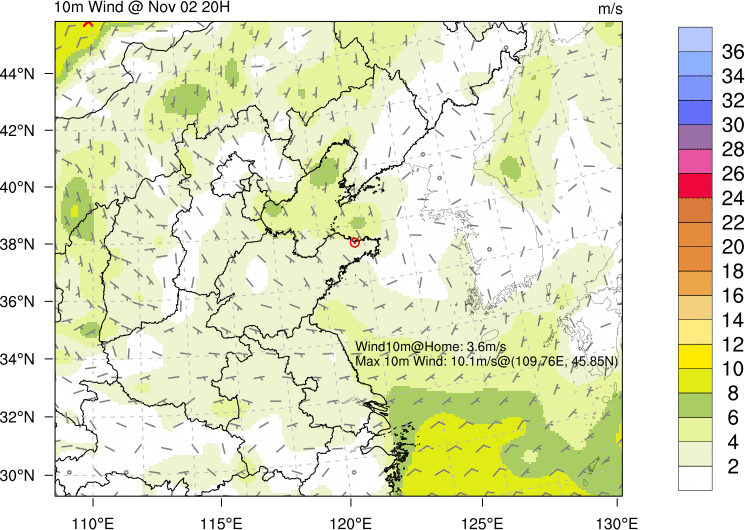 10m Wind @ Nov 02 20H
m/s
44°N
42°N
40°N
38°N
36°N
34°N
32°N
30°N
110°E
115°E
120°E
125°E
130°E
Wind10m@Home: 3.6m/s
Max 10m Wind: 10.1m/s@(109.76E, 45.85N)
36
34
32
30
28
26
24
22
20
18
16
14
12
10
8
6
4
2